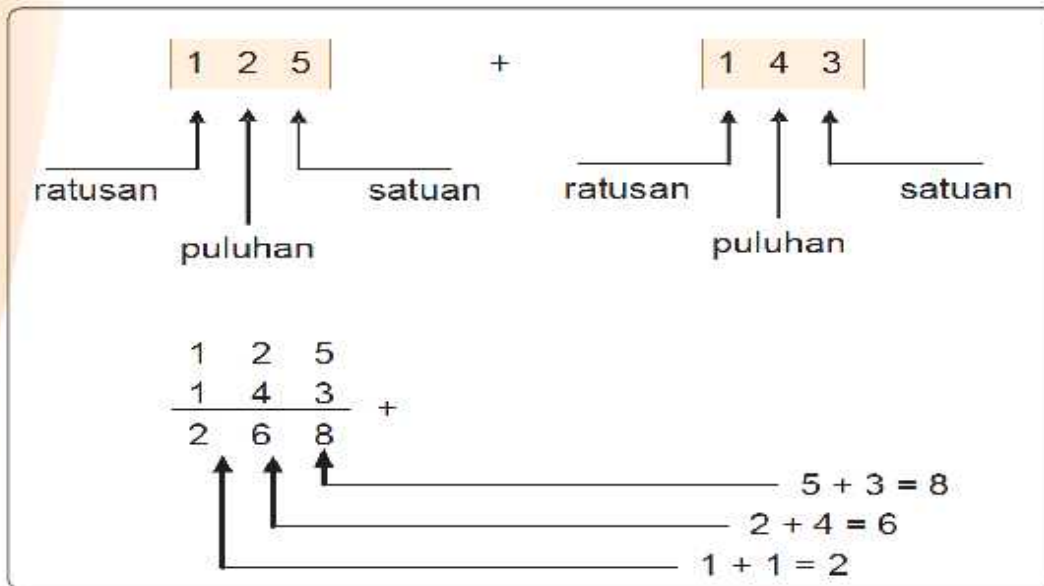 1 2 5 + 1 4 3
ratusan satuan ratusan satuan
puluhan puluhan
1 2 5
1 4 3 +
2 6 8
5 + 3 = 8
2 + 4 = 6
1 + 1 = 2